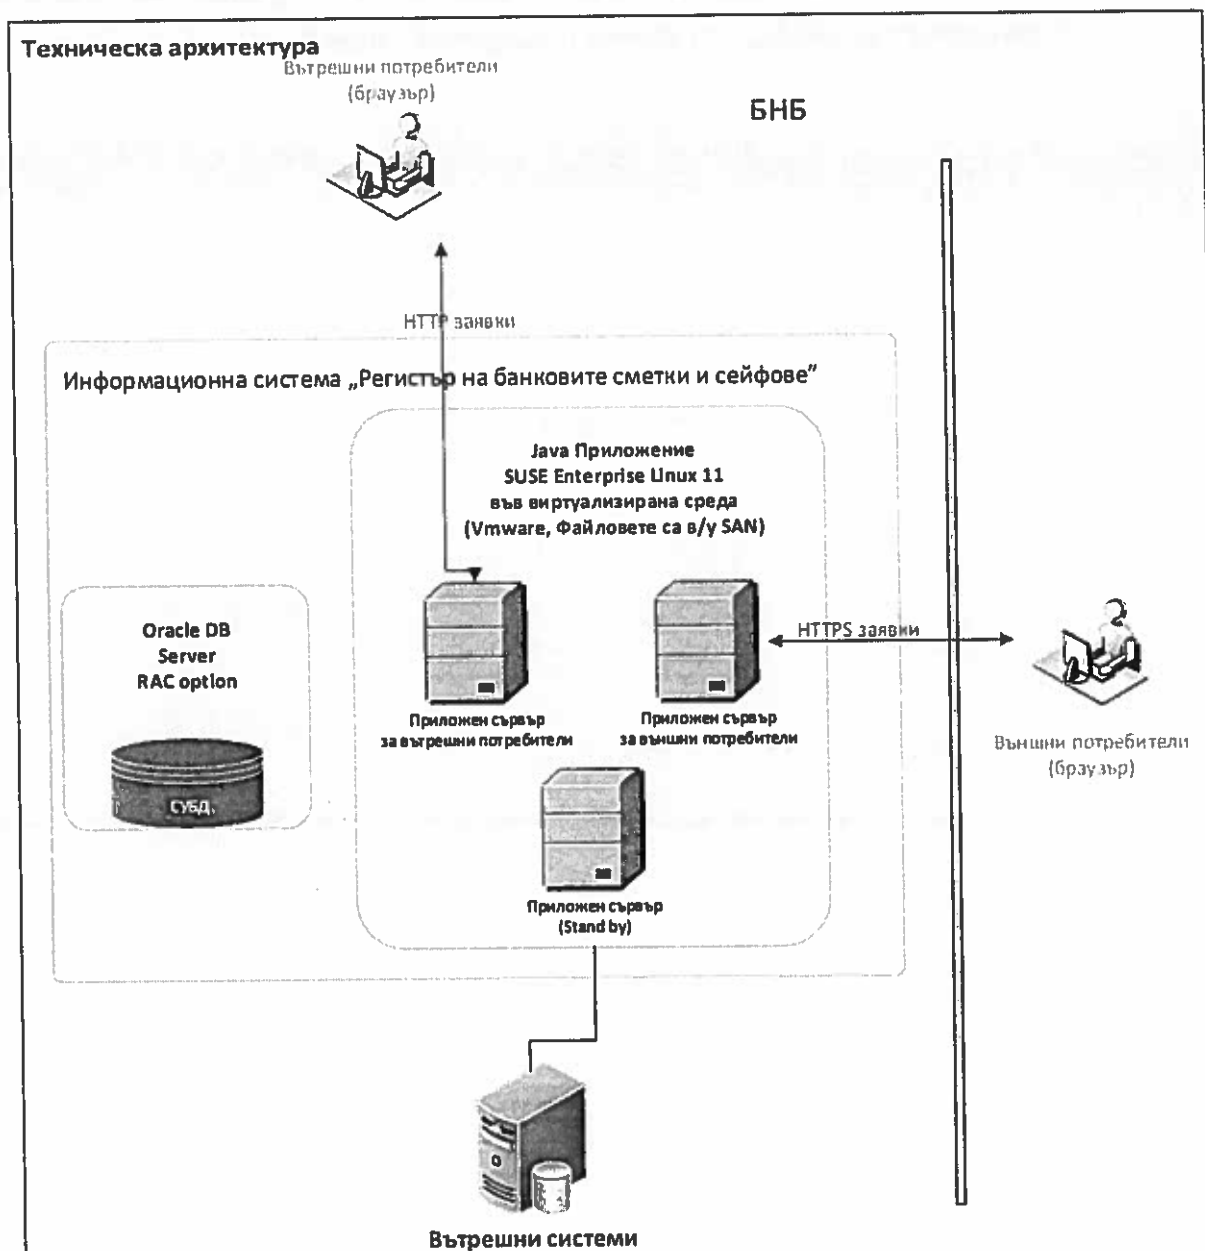 Техническа архитектура
Вътрешни потребители
(браузър)
БНБ
HTTP заявки
Информационна система „Регистър на банковите сметки и сейфове”
Java Приложение
SUSE Enterprise Linux 11
във виртуализирана среда
(Vmware, Файловете са в/у SAN)
Oracle DB
Server
RAC option
СУБД
Приложен сървър
за вътрешни потребители
Приложен сървър
за външни потребители
HTTPS заявки
Външни потребители
(браузър)
Приложен сървър
(Stand by)
Вътрешни системи